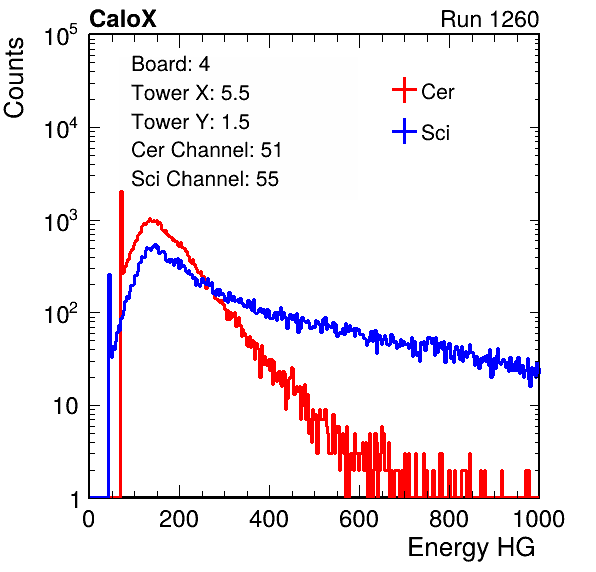 CaloX Run 1260
Counts
10^5
10^4
10^3
10^2
10
1
Board: 4
Tower X: 5.5
Tower Y: 1.5
Cer Channel: 51
Sci Channel: 55
Cer
Sci
0 200 400 600 800 1000
Energy HG